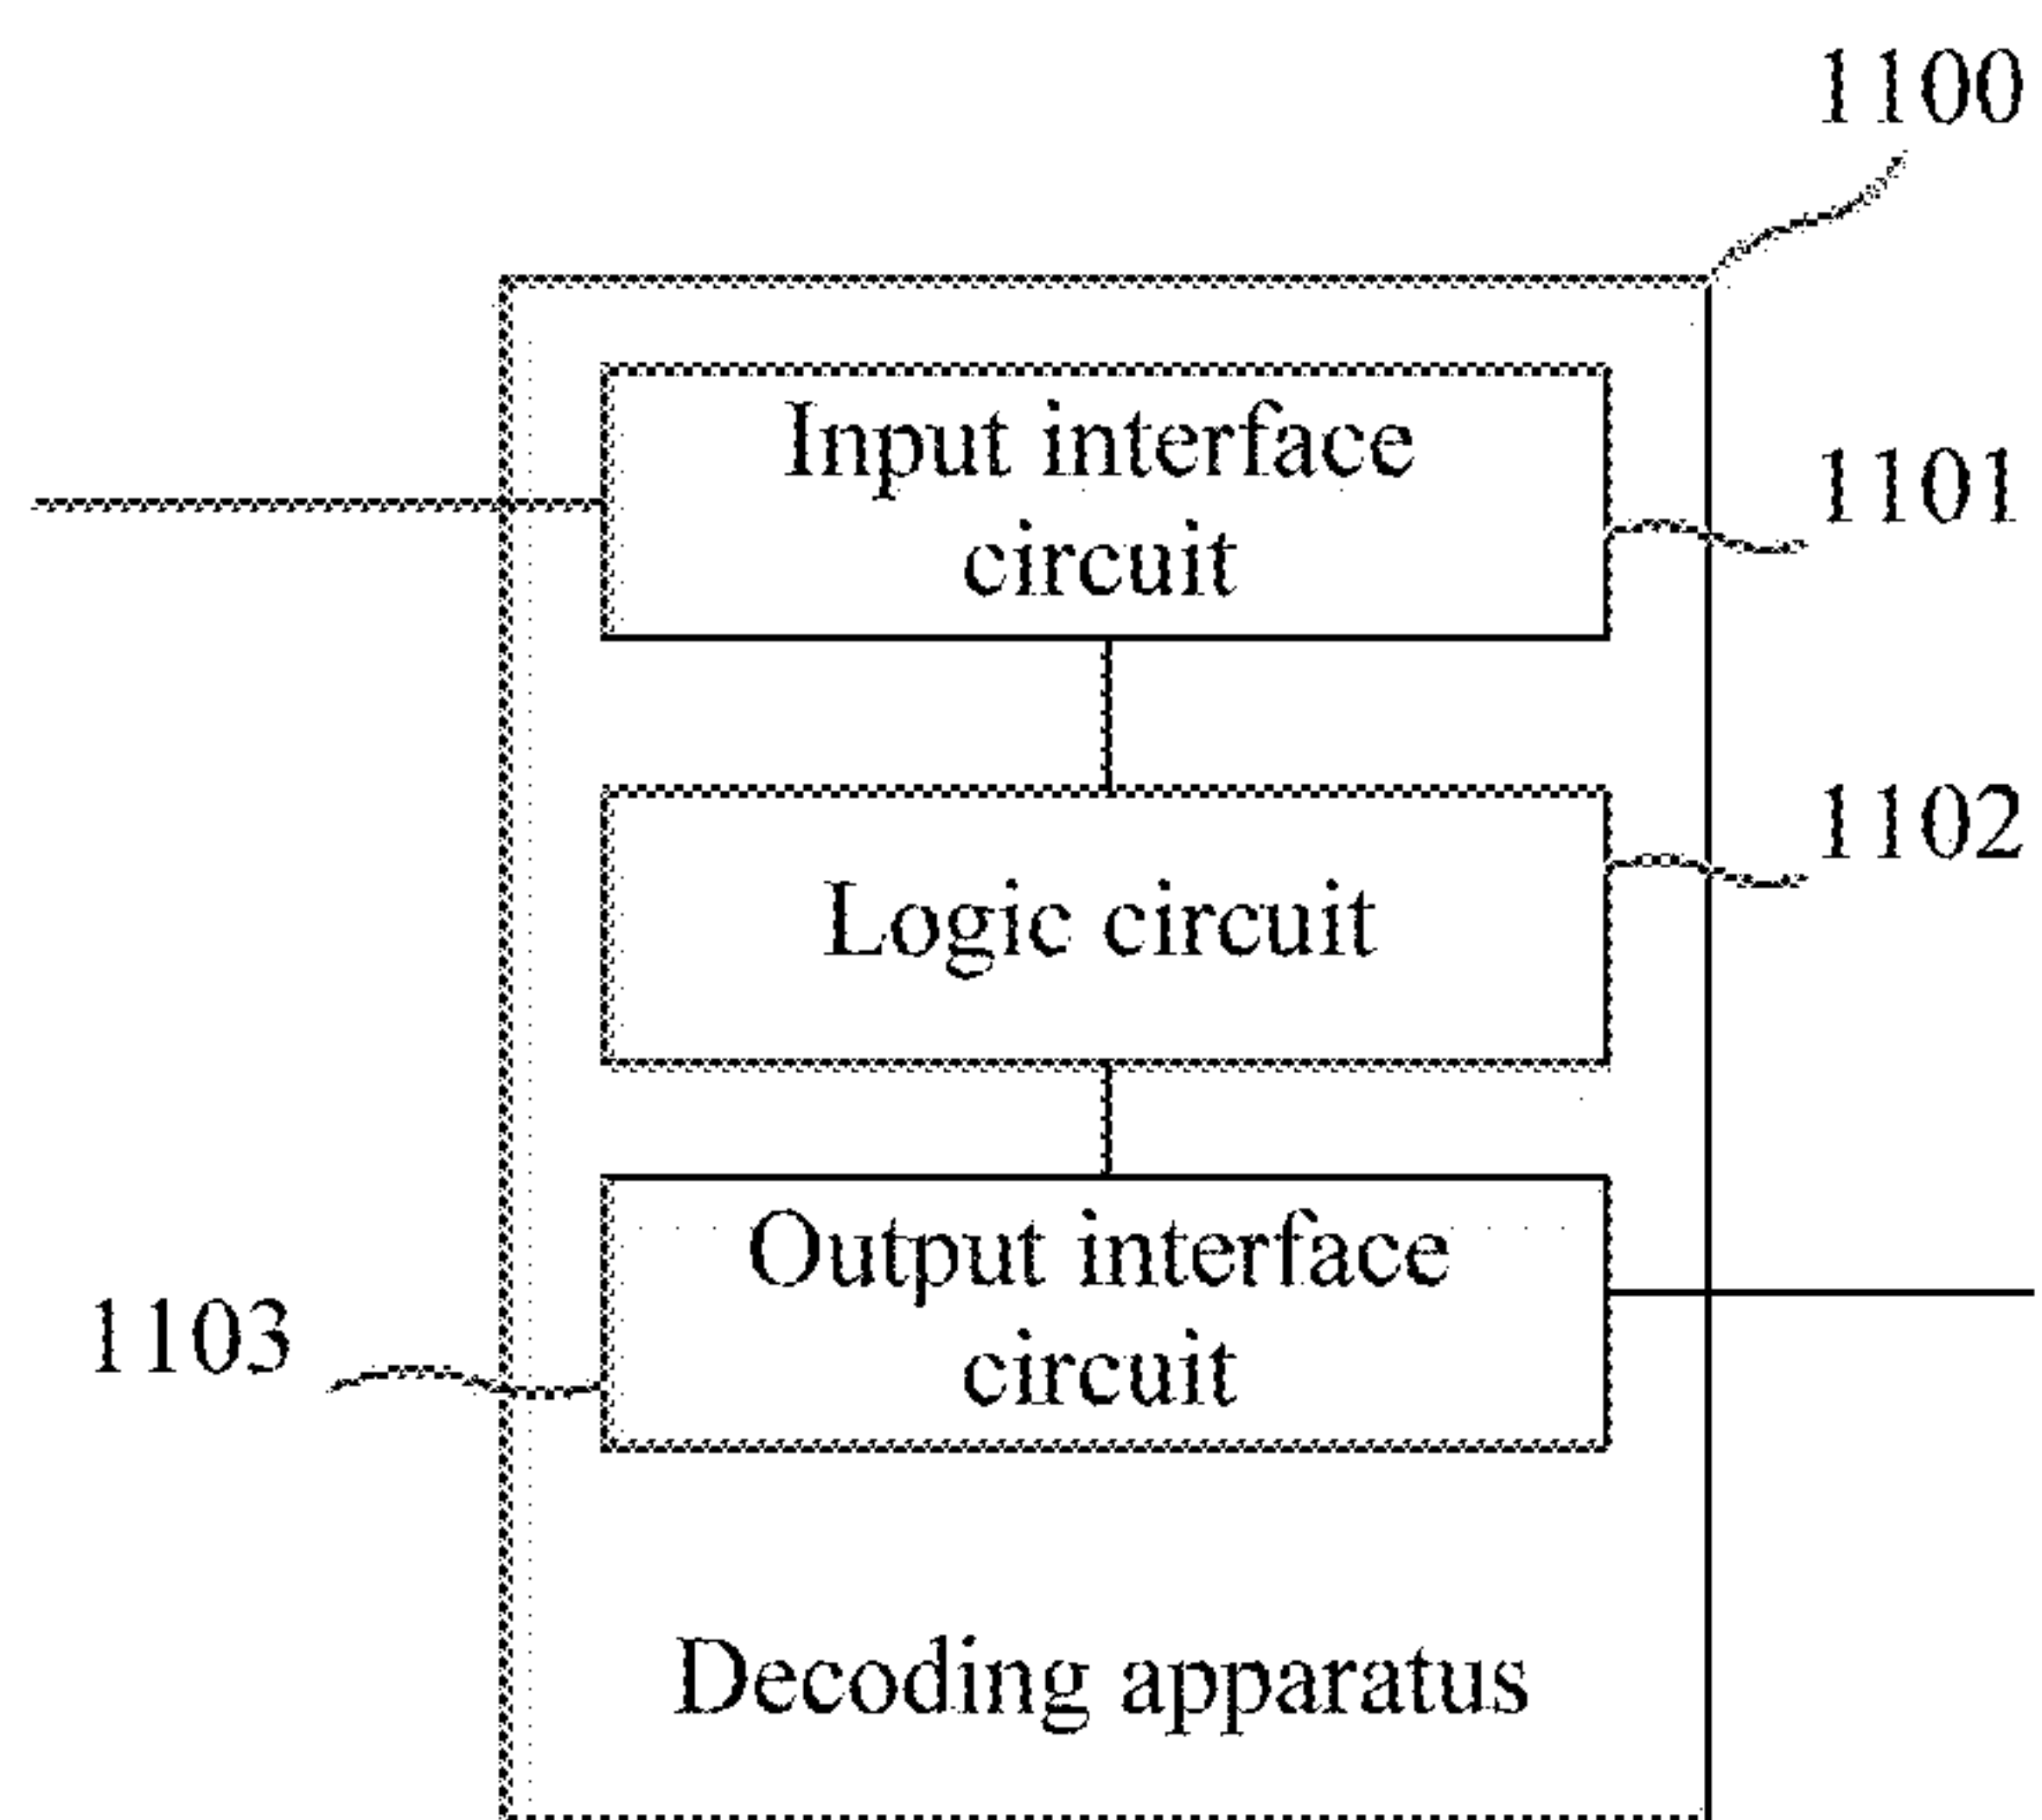 1100
Input interface
circuit
1101
Logic circuit
1102
Output interface
circuit
1103
Decoding apparatus